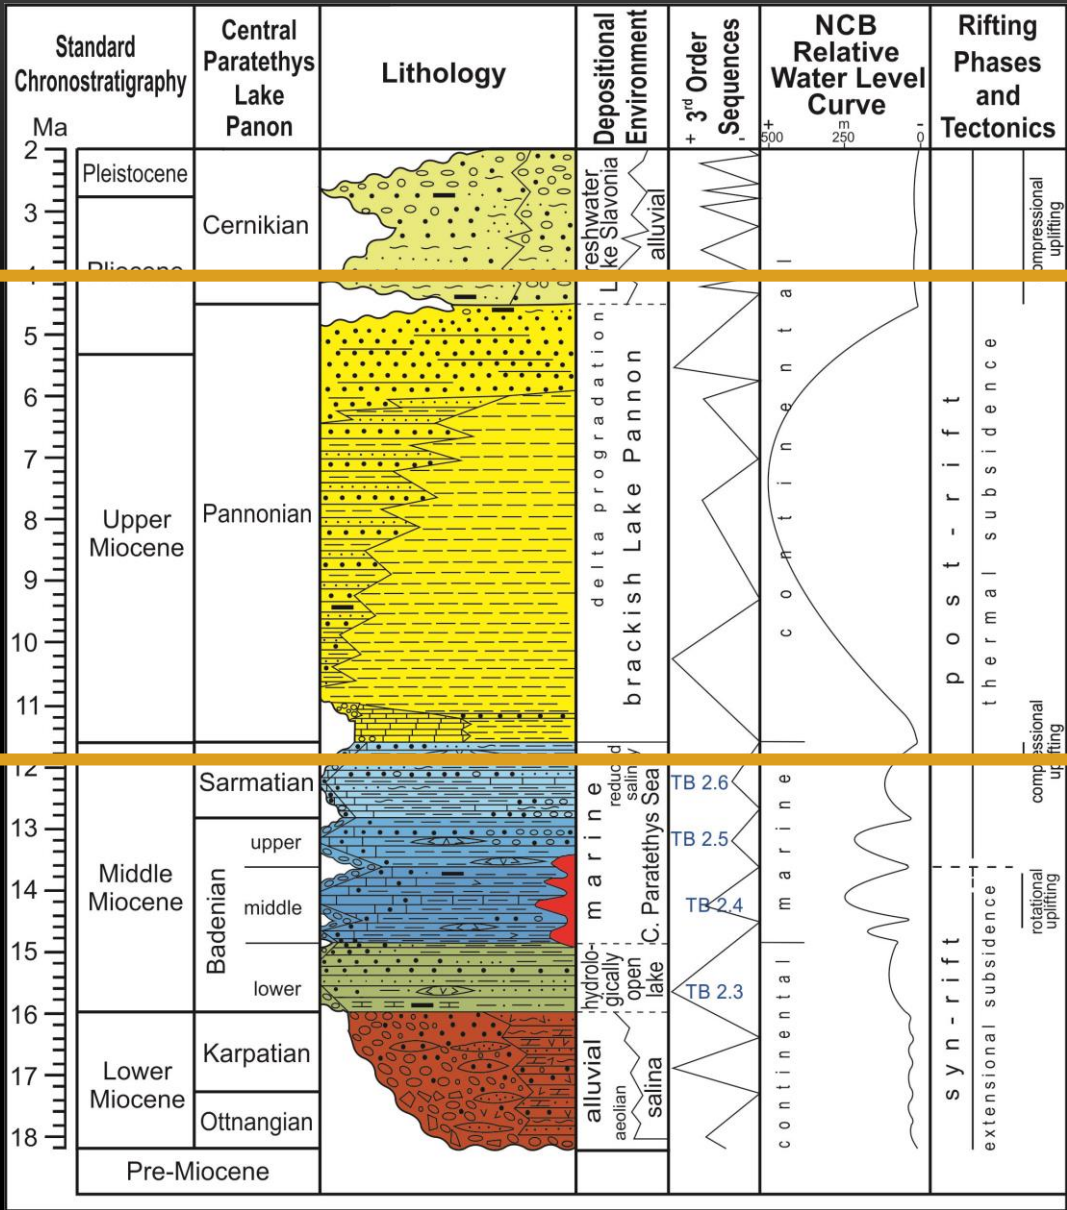 Standard
Chronostratigraphy
Ma
Central
Paratethys
Lake
Panon
Lithology
Depositional
Environment
3rd Order
Sequences
+ -
NCB
Relative
Water Level
Curve
+ m -
500 250 0
Rifting
Phases
and
Tectonics
2
3
5
6
7
8
9
10
11
12
13
14
15
16
17
18
Pleistocene
Pliocene
Upper
Miocene
Middle
Miocene
Lower
Miocene
Pre-Miocene
Cernikian
Pannonian
Sarmatian
Badenian
upper
middle
lower
Karpatian
Ottnangian
Lake Slavonia
alluvial
delta progradation
brackish Lake Pannon
marine
C. Paratethys Sea
hydrolo-
gically
open
lake
alluvial
aeolian
salina
TB 2.6
TB 2.5
TB 2.4
TB 2.3
continental
marine
continental
post-rift
thermal subsidence
syn-rift
extensional subsidence
uplifting
rotational
uplifting